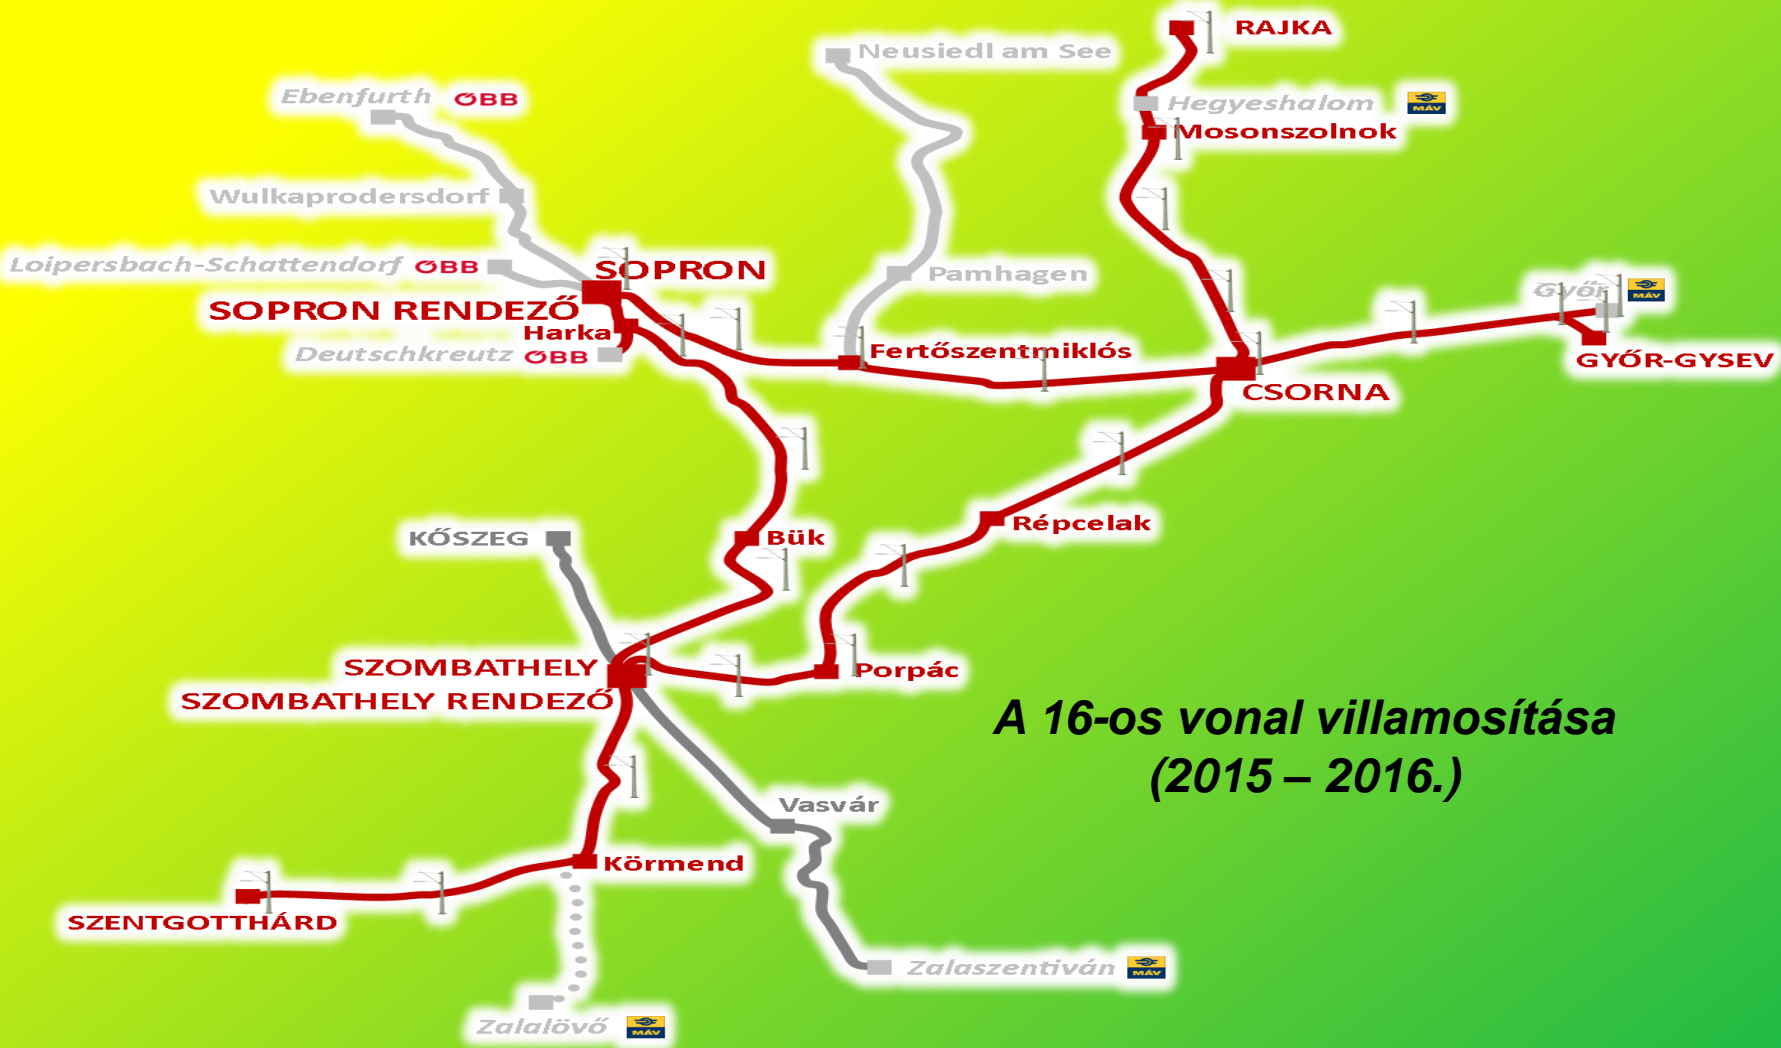 RAJKA
Neusiedl am See
Hegyeshalom MÁV
Ebenfurth ÖBB
Mosonszolnok
Wulkaprodersdorf
Loipersbach-Schattendorf ÖBB
SOPRON
Pamhagen
Győr MÁV
SOPRON RENDEZŐ
Harka
Deutschkreutz ÖBB
Fertőszentmiklós
GYŐR-GYSEV
CSORNA
Répcelak
KŐSZEG
Bük
SZOMBATHELY
Porpác
SZOMBATHELY RENDEZŐ
A 16-os vonal villamosítása
(2015 – 2016.)
Vasvár
Körmend
SZENTGOTTHÁRD
Zalaszentiván MÁV
Zalalövő MÁV